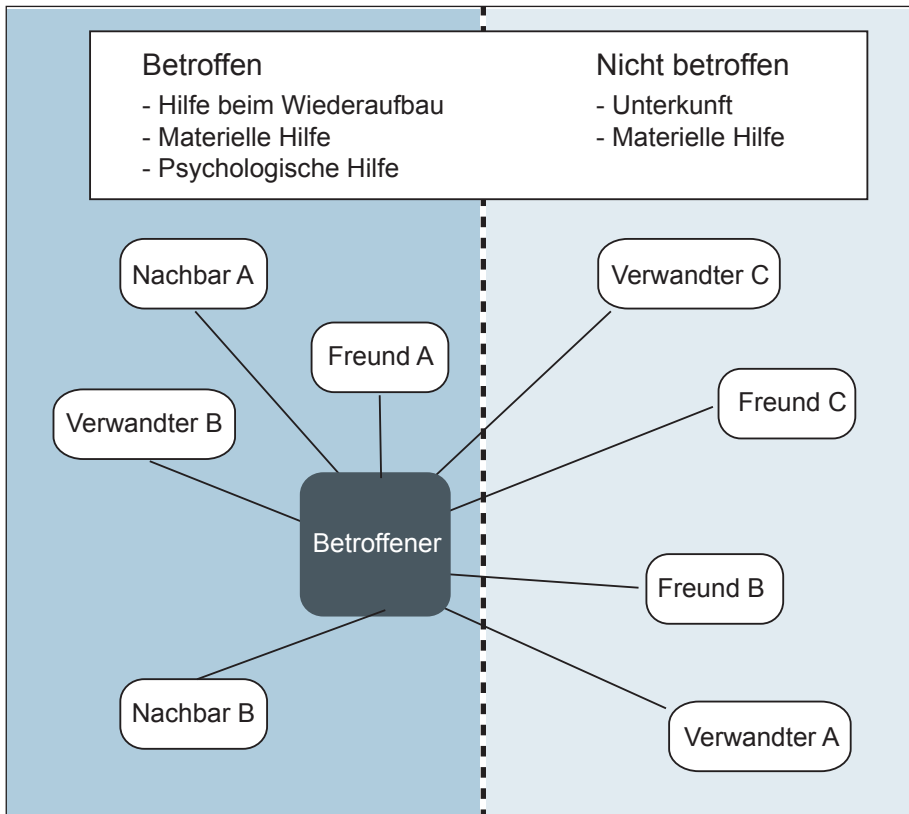 Betroffen
- Hilfe beim Wiederaufbau
- Materielle Hilfe
- Psychologische Hilfe
Nicht betroffen
- Unterkunft
- Materielle Hilfe
Nachbar A
Verwandter C
Freund A
Freund C
Verwandter B
Betroffener
Freund B
Nachbar B
Verwandter A